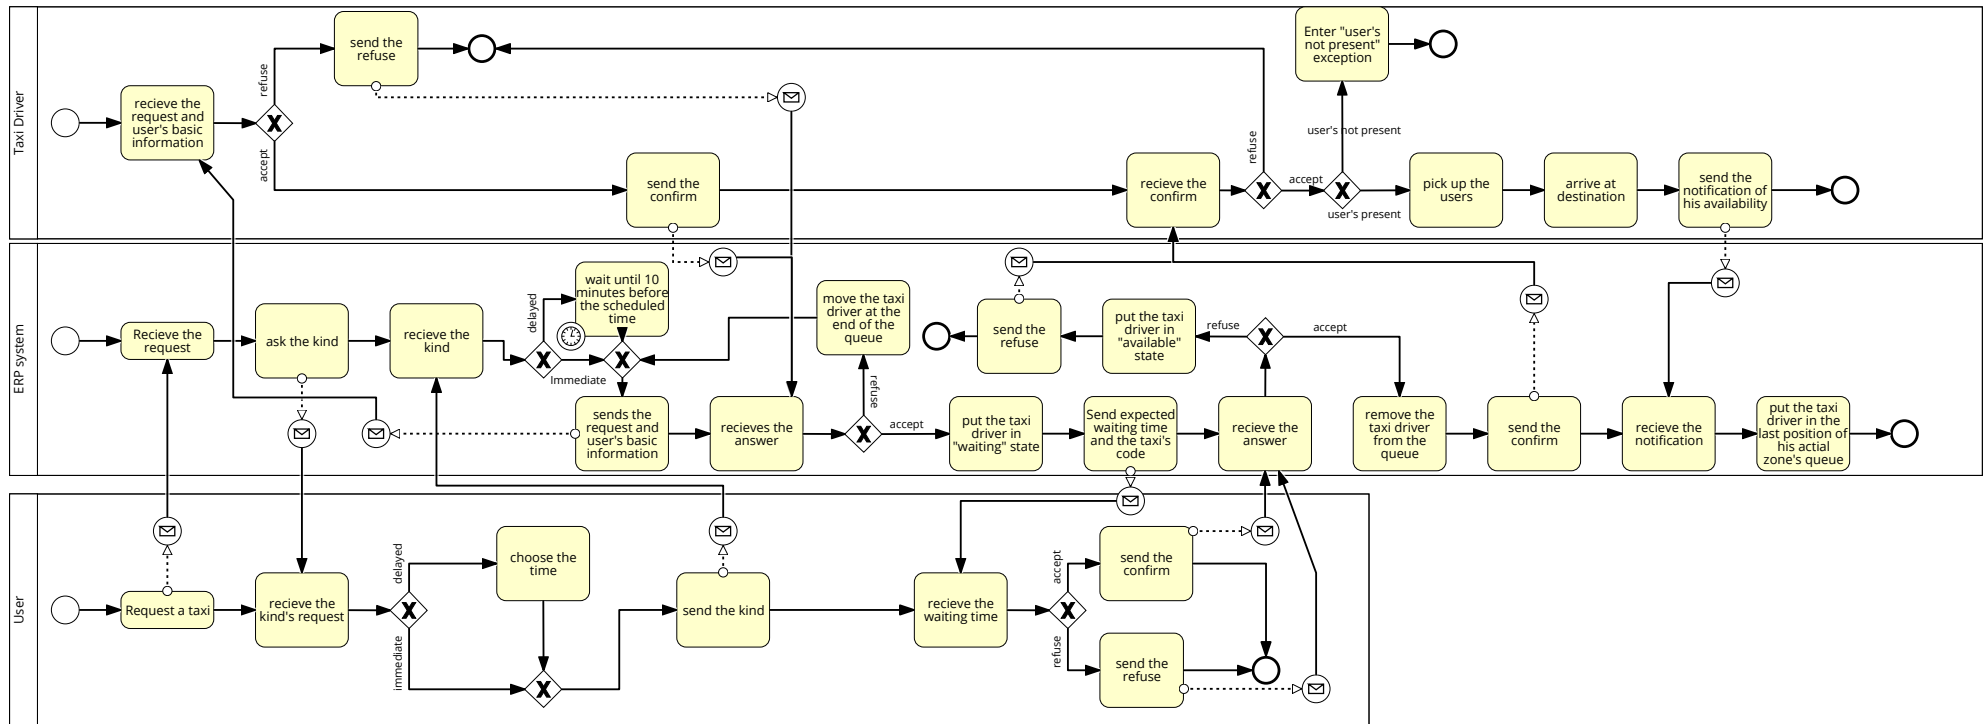 Taxi Driver
send the
refuse
refuse
recieve the
request and
user's basic
information
accept
send the
confirm
recieve the
confirm
refuse
accept
Enter "user's
not present"
exception
user's not present
user's present
pick up the
users
arrive at
destination
send the
notification of
his availability
ERP system
Recieve the
request
ask the kind
recieve the
kind
delayed
Immediate
wait until 10
minutes before
the scheduled
time
sends the
request and
user's basic
information
recieves the
answer
move the taxi
driver at the
end of the
queue
refuse
accept
put the taxi
driver in
"waiting" state
Send expected
waiting time
and the taxi's
code
recieve the
answer
send the
refuse
put the taxi
driver in
"available"
state
refuse
accept
remove the
taxi driver
from the
queue
send the
confirm
recieve the
notification
put the taxi
driver in the
last position of
his actial
zone's queue
User
Request a taxi
recieve the
kind's request
delayed
immediate
choose the
time
send the kind
recieve the
waiting time
accept
refuse
send the
confirm
send the
refuse